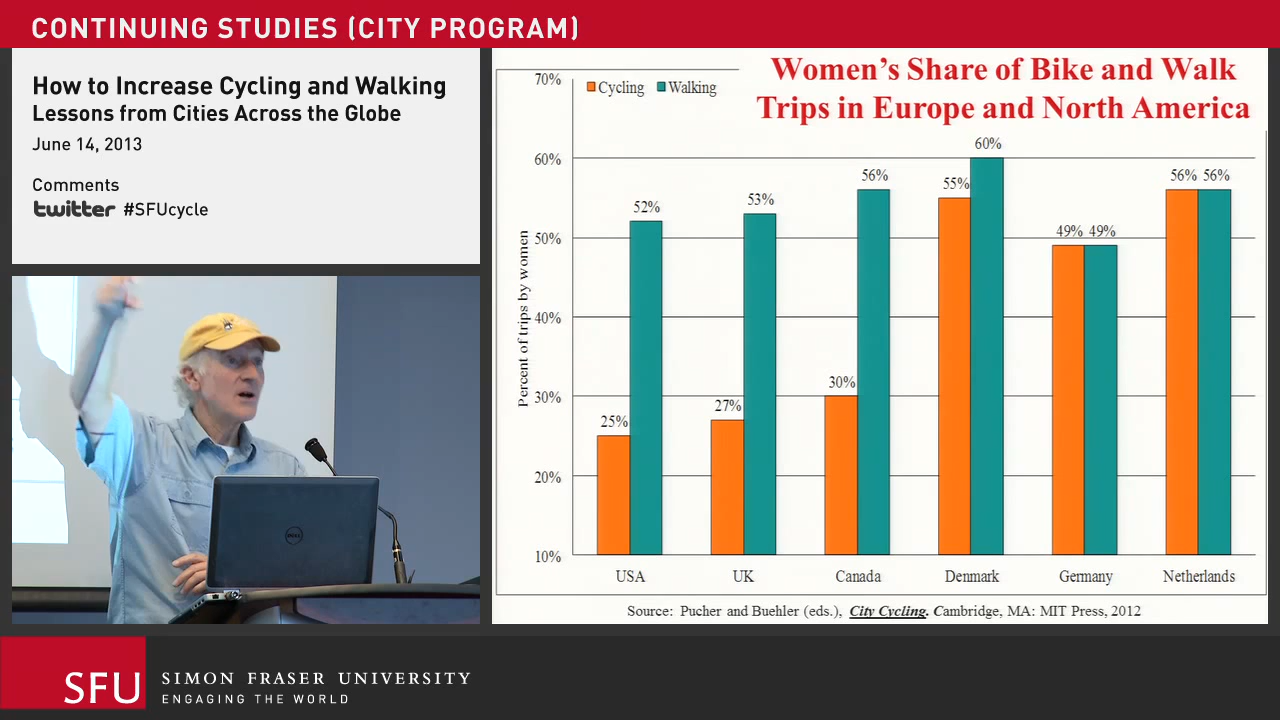 CONTINUING STUDIES (CITY PROGRAM)
How to Increase Cycling and Walking
Lessons from Cities Across the Globe
June 14, 2013
Comments
twitter #SFUcycle
Women's Share of Bike and Walk
Trips in Europe and North America
Cycling Walking
Percent of trips by women
70%
60%
50%
40%
30%
20%
10%
25% 52%
27% 53%
30% 56%
55% 60%
49% 49%
56% 56%
USA UK Canada Denmark Germany Netherlands
Source: Pucher and Buehler (eds.), City Cycling. Cambridge, MA: MIT Press, 2012
DELL
SFU
SIMON FRASER UNIVERSITY
ENGAGING THE WORLD